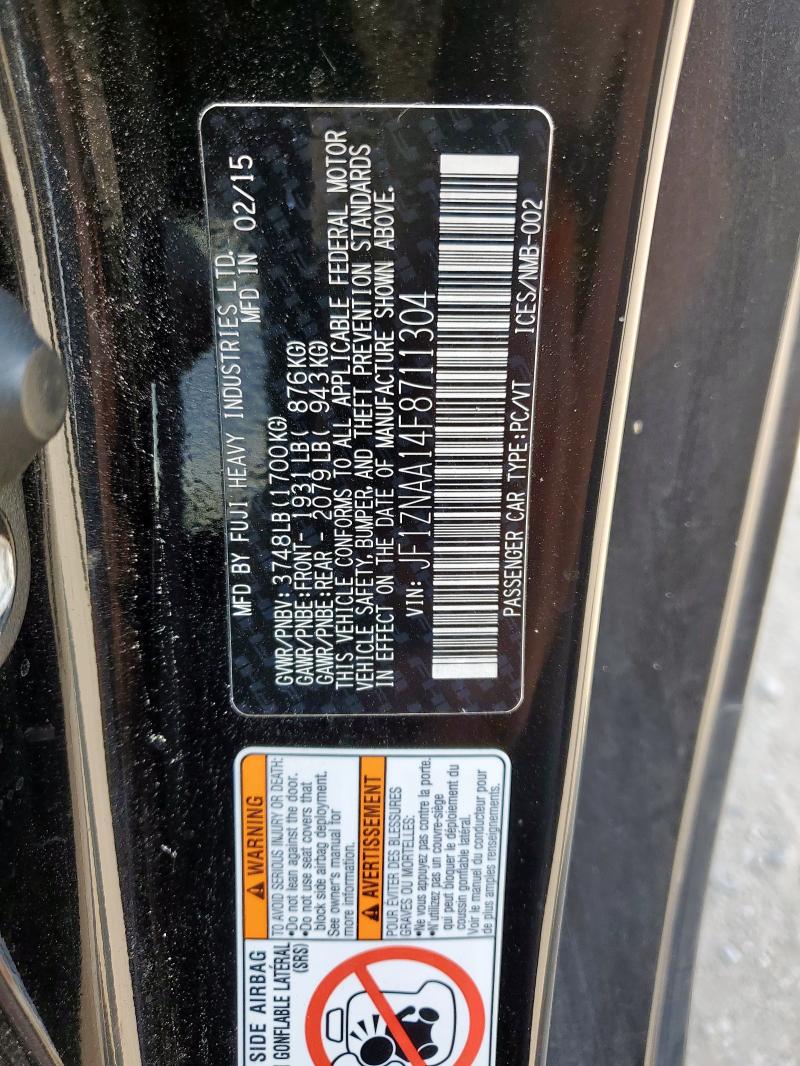 MFD BY FUJI HEAVY INDUSTRIES LTD.
MFD IN 02/15
GVWR/PNBV: 3748LB(1700KG)
GAWR/PNBE:FRONT- 1931LB( 876KG)
GAWR/PNBE:REAR - 2079LB( 943KG)
THIS VEHICLE CONFORMS TO ALL APPLICABLE FEDERAL MOTOR
VEHICLE SAFETY,BUMPER,AND THEFT PREVENTION STANDARDS
IN EFFECT ON THE DATE OF MANUFACTURE SHOWN ABOVE.
VIN: JF1ZNAA14F8711304
PASSENGER CAR TYPE:PC/VT ICES/NMB-002
SIDE AIRBAG
GONFLABLE LATÉRAL
(SRS)
WARNING
TO AVOID SERIOUS INJURY OR DEATH:
•Do not lean against the door.
•Do not use seat covers that
block side airbag deployment.
See owner's manual for
more information.
AVERTISSEMENT
POUR ÉVITER DES BLESSURES
GRAVES OU MORTELLES:
•Ne vous appuyez pas contre la porte.
•N'utilizez pas un couvre-siège
qui peut bloquer le déploiement du
coussin gonflable latéral.
Voir le manuel du conducteur pour
de plus amples renseignements.